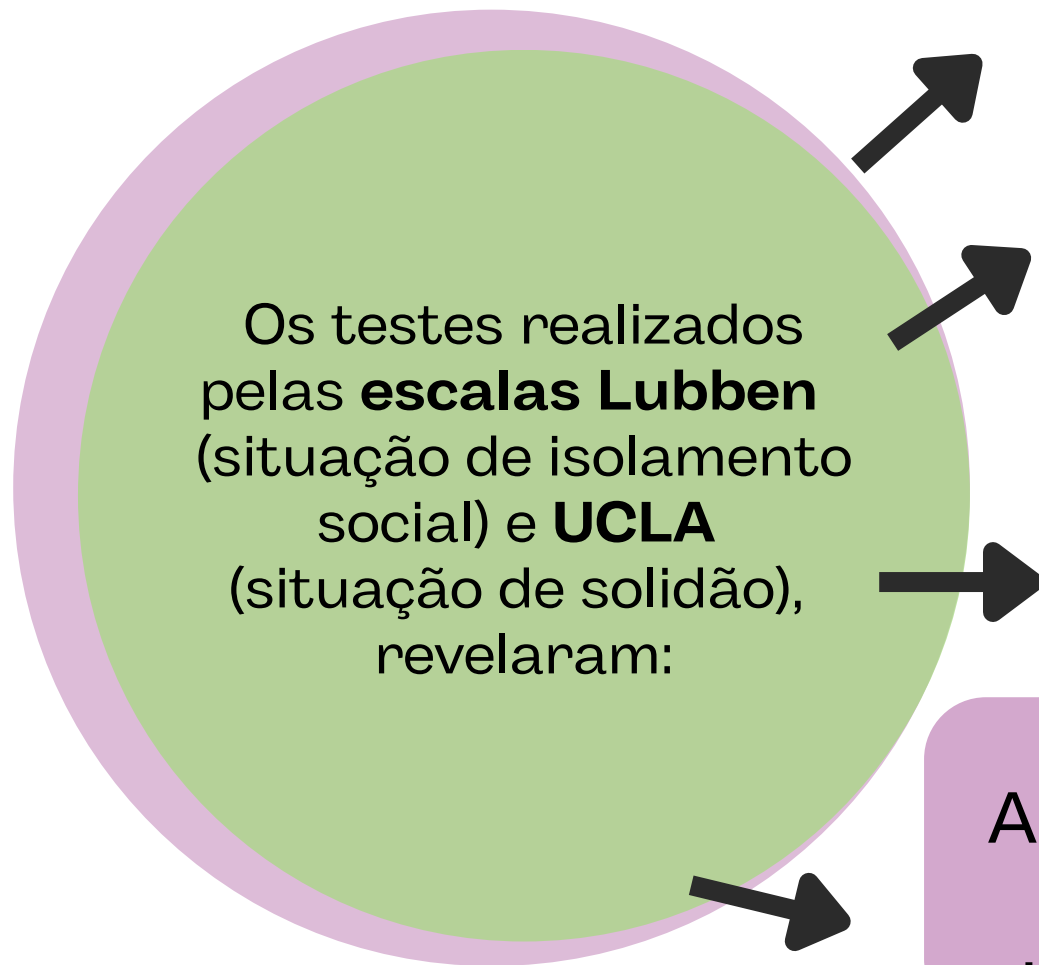 Os testes realizados
pelas escalas Lubben
(situação de isolamento
social) e UCLA
(situação de solidão),
revelaram:
A